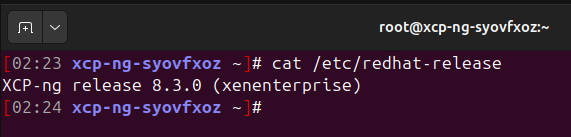 root@xcp-ng-syovfxoz:~
[02:23 xcp-ng-syovfxoz ~]# cat /etc/redhat-release
XCP-ng release 8.3.0 (xenenterprise)
[02:24 xcp-ng-syovfxoz ~]#